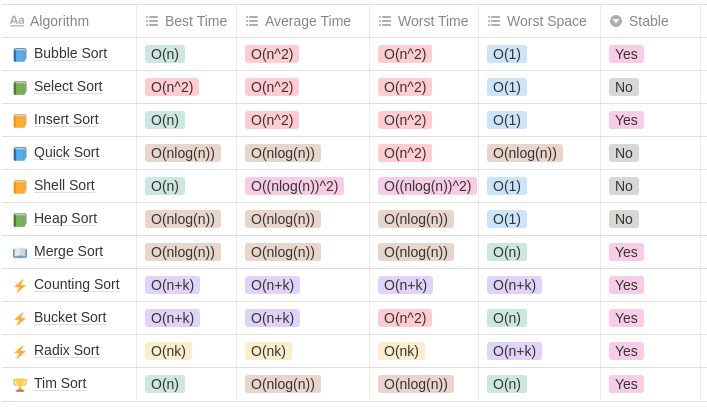 Aa Algorithm Best Time Average Time Worst Time Worst Space Stable
Bubble Sort O(n) O(n^2) O(n^2) O(1) Yes
Select Sort O(n^2) O(n^2) O(n^2) O(1) No
Insert Sort O(n) O(n^2) O(n^2) O(1) Yes
Quick Sort O(nlog(n)) O(nlog(n)) O(n^2) O(nlog(n)) No
Shell Sort O(n) O((nlog(n))^2) O((nlog(n))^2) O(1) No
Heap Sort O(nlog(n)) O(nlog(n)) O(nlog(n)) O(1) No
Merge Sort O(nlog(n)) O(nlog(n)) O(nlog(n)) O(n) Yes
Counting Sort O(n+k) O(n+k) O(n+k) O(n+k) Yes
Bucket Sort O(n+k) O(n+k) O(n^2) O(n) Yes
Radix Sort O(nk) O(nk) O(nk) O(n+k) Yes
Tim Sort O(n) O(nlog(n)) O(nlog(n)) O(n) Yes